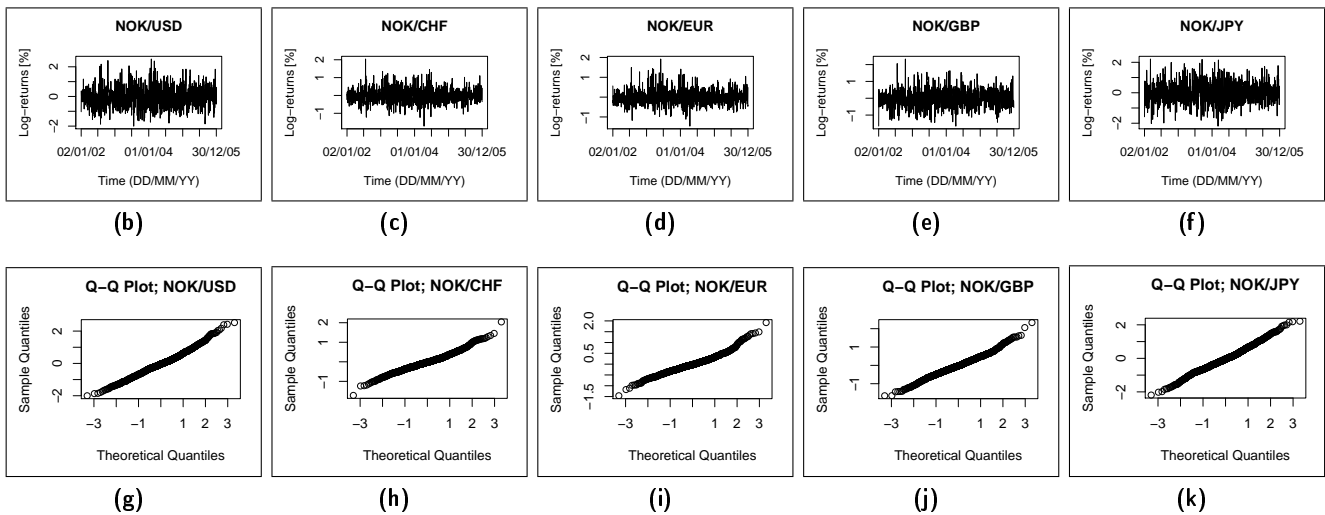 NOK/USD
Log−returns [%]
2
0
−2
02/01/02 01/01/04 30/12/05
Time (DD/MM/YY)
(b)
NOK/CHF
Log−returns [%]
2
1
−1
02/01/02 01/01/04 30/12/05
Time (DD/MM/YY)
(c)
NOK/EUR
Log−returns [%]
2
1
−1
02/01/02 01/01/04 30/12/05
Time (DD/MM/YY)
(d)
NOK/GBP
Log−returns [%]
1
−1
02/01/02 01/01/04 30/12/05
Time (DD/MM/YY)
(e)
NOK/JPY
Log−returns [%]
2
1
0
−2
02/01/02 01/01/04 30/12/05
Time (DD/MM/YY)
(f)
Q−Q Plot; NOK/USD
Sample Quantiles
2
0
−2
−3 −1 1 2 3
Theoretical Quantiles
(g)
Q−Q Plot; NOK/CHF
Sample Quantiles
2
1
−1
−3 −1 1 2 3
Theoretical Quantiles
(h)
Q−Q Plot; NOK/EUR
Sample Quantiles
2.0
0.5
−1.5
−3 −1 1 2 3
Theoretical Quantiles
(i)
Q−Q Plot; NOK/GBP
Sample Quantiles
1
−1
−3 −1 1 2 3
Theoretical Quantiles
(j)
Q−Q Plot; NOK/JPY
Sample Quantiles
2
0
−2
−3 −1 1 2 3
Theoretical Quantiles
(k)